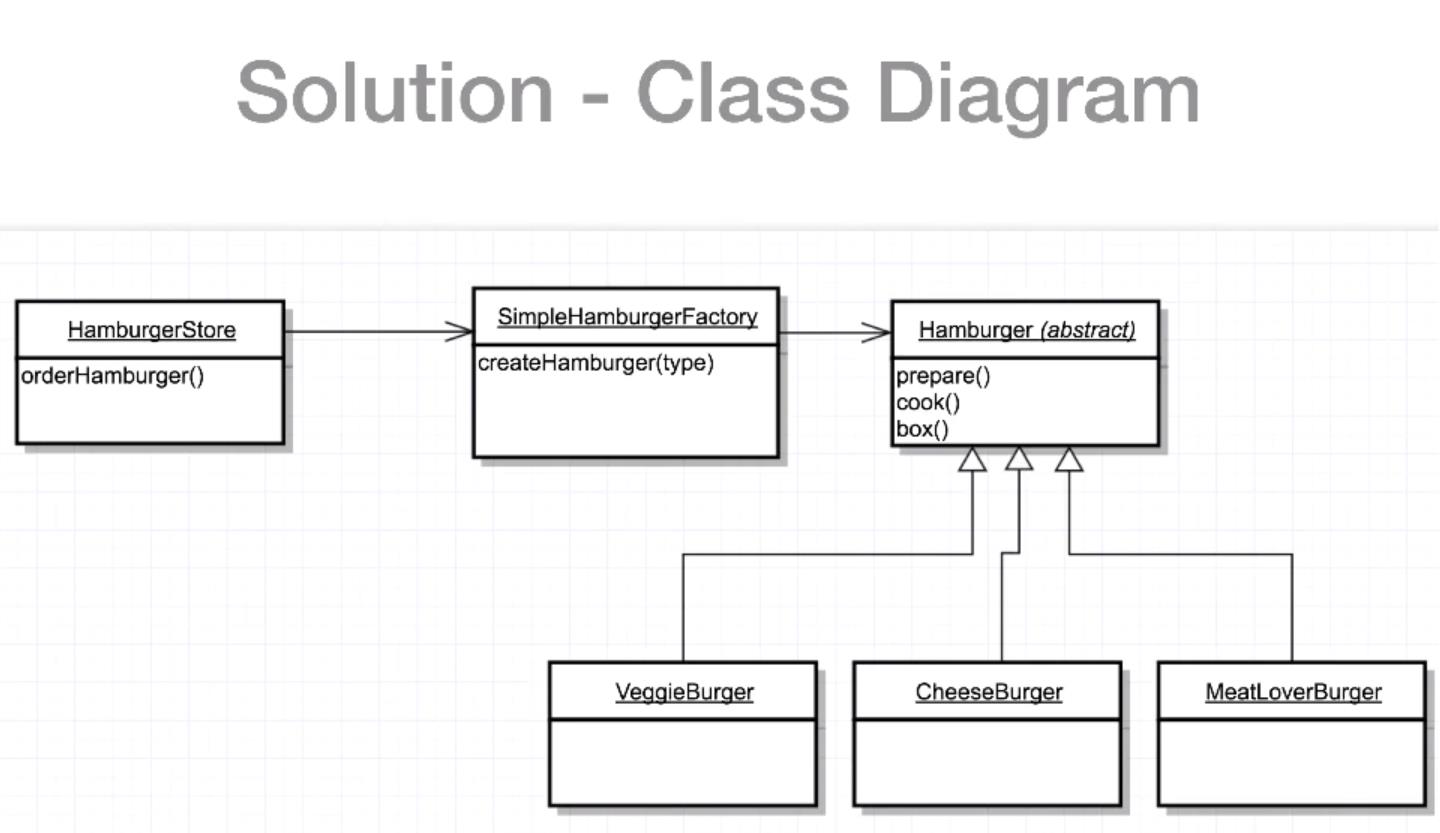 Solution - Class Diagram
HamburgerStore
orderHamburger()
SimpleHamburgerFactory
createHamburger(type)
Hamburger (abstract)
prepare()
cook()
box()
VeggieBurger
CheeseBurger
MeatLoverBurger